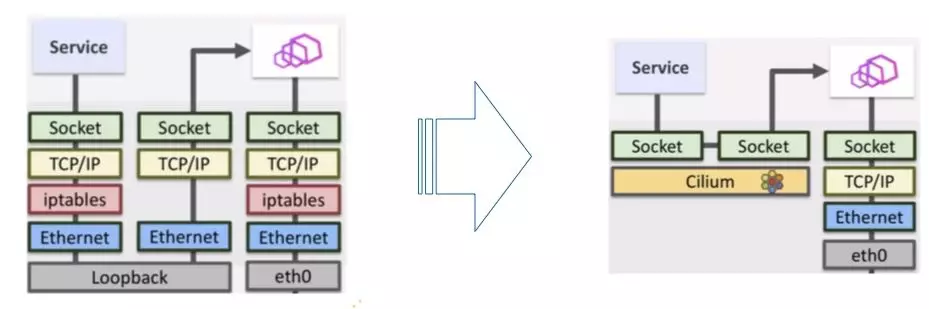 Service
Socket Socket Socket
TCP/IP TCP/IP TCP/IP
iptables iptables
Ethernet Ethernet Ethernet
Loopback eth0
Service
Socket Socket Socket
Cilium TCP/IP
Ethernet
eth0